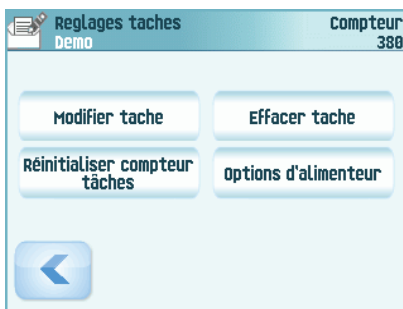 Reglages taches
Compteur
Demo
380
Modifier tache
Effacer tache
Réinitialiser compteur
tâches
Options d'alimenteur